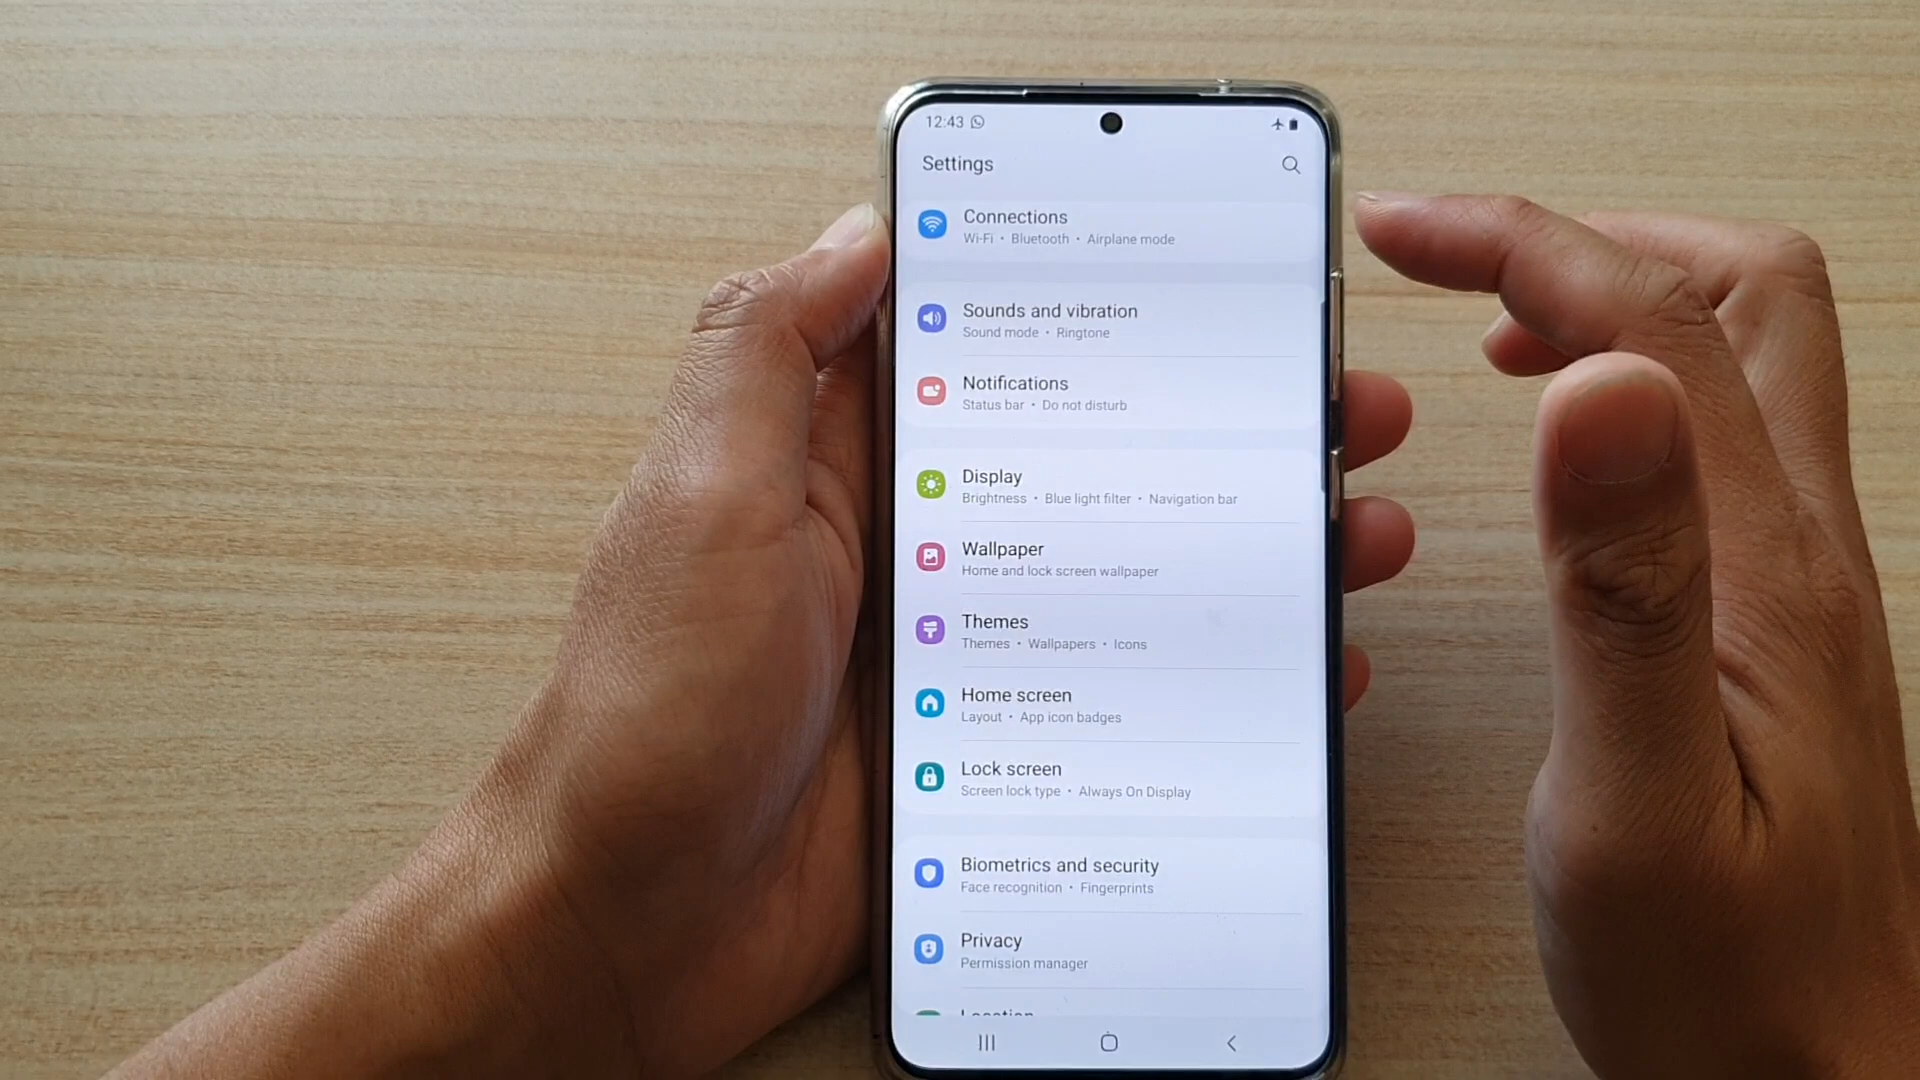 12:43
Settings
Connections
Wi-Fi • Bluetooth • Airplane mode
Sounds and vibration
Sound mode • Ringtone
Notifications
Status bar • Do not disturb
Display
Brightness • Blue light filter • Navigation bar
Wallpaper
Home and lock screen wallpaper
Themes
Themes • Wallpapers • Icons
Home screen
Layout • App icon badges
Lock screen
Screen lock type • Always On Display
Biometrics and security
Face recognition • Fingerprints
Privacy
Permission manager
Location